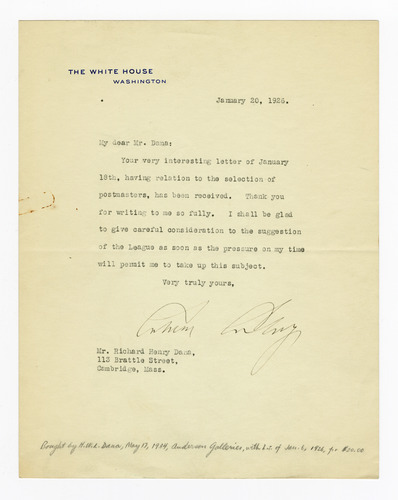 THE WHITE HOUSE
WASHINGTON
January 20, 1926.
My dear Mr. Dana:
Your very interesting letter of January
18th, having relation to the selection of
postmasters, has been received. Thank you
for writing to me so fully. I shall be glad
to give careful consideration to the suggestion
of the League as soon as the pressure on my time
will permit me to take up this subject.
Very truly yours,
Calvin Coolidge
Mr. Richard Henry Dana,
113 Brattle Street,
Cambridge, Mass.
Bought by H.W.L. Dana, May 17, 1934, Anderson Galleries, with of 1926, for $20.00